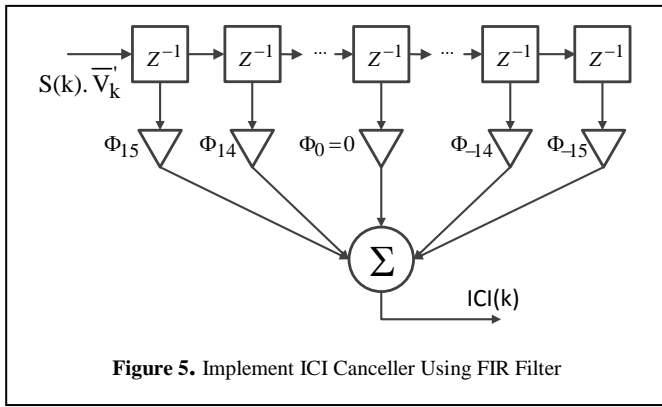 Z⁻¹ Z⁻¹ ... Z⁻¹ ... Z⁻¹ Z⁻¹
S(k).V̅ₖ'
Φ₁₅ Φ₁₄ Φ₀=0 Φ₋₁₄ Φ₋₁₅
Σ
ICI(k)
Figure 5. Implement ICI Canceller Using FIR Filter